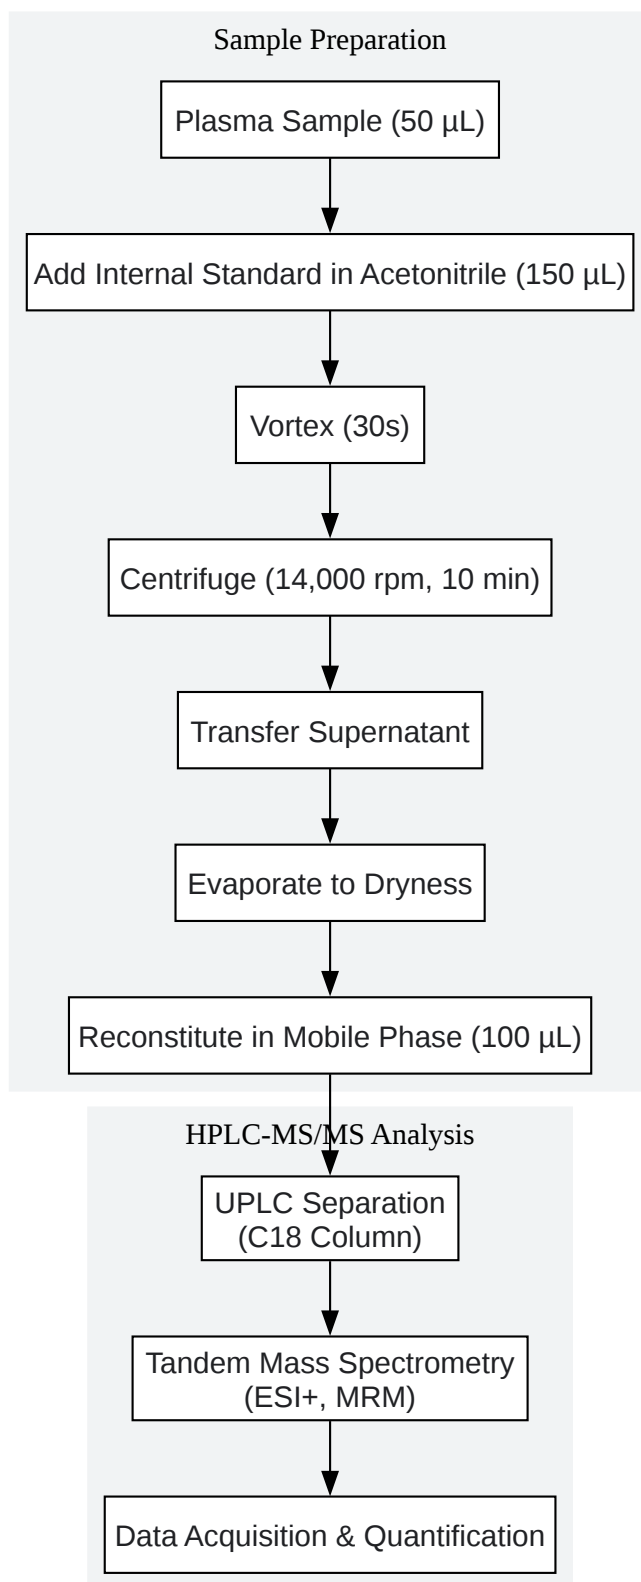 Sample Preparation
Plasma Sample (50 µL)
Add Internal Standard in Acetonitrile (150 µL)
Vortex (30s)
Centrifuge (14,000 rpm, 10 min)
Transfer Supernatant
Evaporate to Dryness
Reconstitute in Mobile Phase (100 µL)
HPLC-MS/MS Analysis
UPLC Separation
(C18 Column)
Tandem Mass Spectrometry
(ESI+, MRM)
Data Acquisition & Quantification